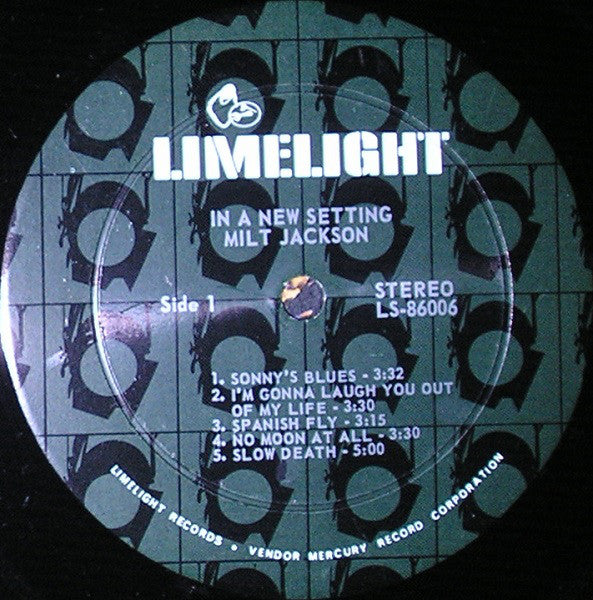 LIMELIGHT
IN A NEW SETTING
MILT JACKSON
Side 1
STEREO
LS-86006
1. SONNY'S BLUES - 3:32
2. I'M GONNA LAUGH YOU OUT
OF MY LIFE - 3:30
3. SPANISH FLY - 3:15
4. NO MOON AT ALL - 3:30
5. SLOW DEATH - 5:00
LIMELIGHT RECORDS • VENDOR MERCURY RECORD CORPORATION